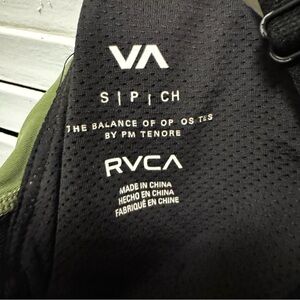 VA
S | P | CH
THE BALANCE OF OP OS TES
BY PM TENORE
RVCA
MADE IN CHINA
HECHO EN CHINA
FABRIQUÉ EN CHINE